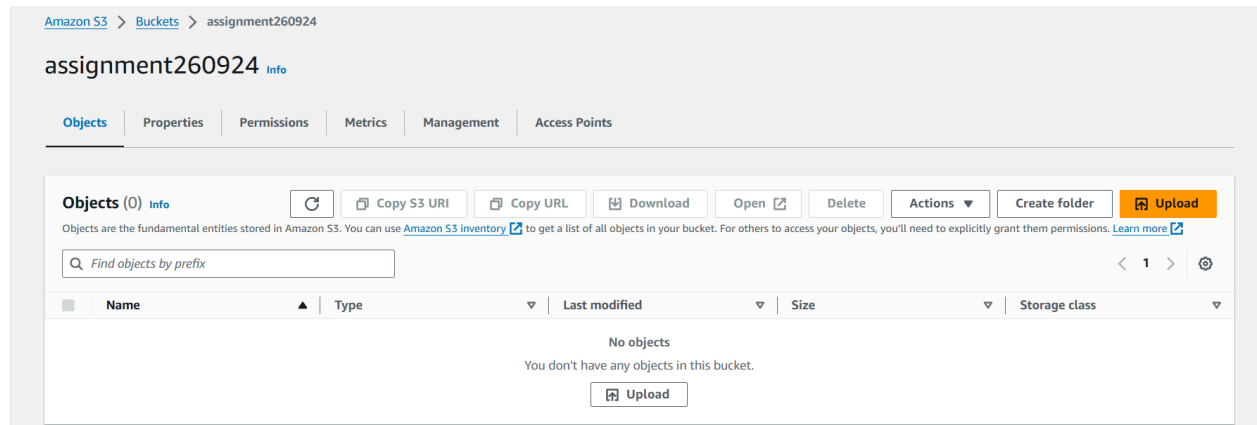 Amazon S3 > Buckets > assignment260924
assignment260924 Info
Objects Properties Permissions Metrics Management Access Points
Objects (0) Info Copy S3 URI Copy URL Download Open Delete Actions ▼ Create folder Upload
Objects are the fundamental entities stored in Amazon S3. You can use Amazon S3 inventory to get a list of all objects in your bucket. For others to access your objects, you'll need to explicitly grant them permissions. Learn more
Find objects by prefix < 1 >
Name Type Last modified Size Storage class
No objects
You don't have any objects in this bucket.
Upload